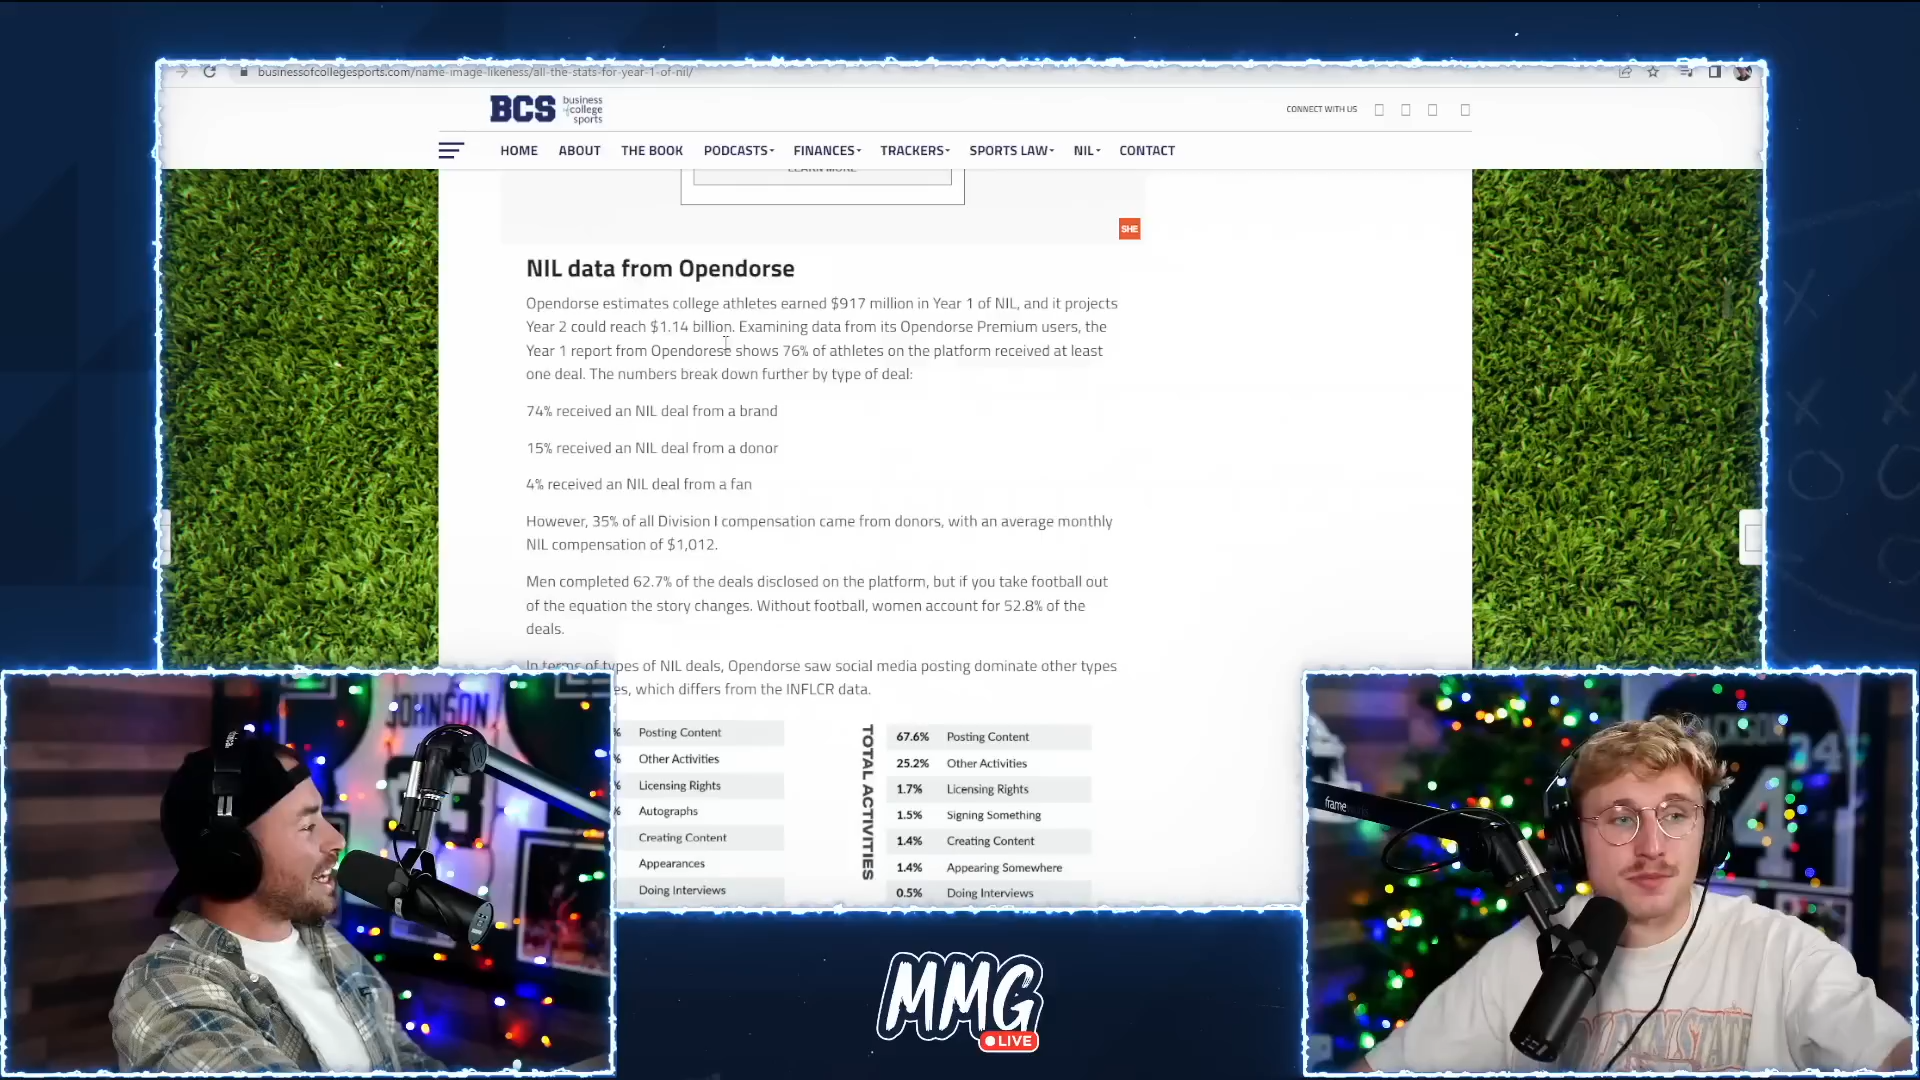 businessofcollegesports.com/name-image-likeness/all-the-stats-for-year-1-of-nil/
BCS business of college sports
CONNECT WITH US
HOME ABOUT THE BOOK PODCASTS FINANCES TRACKERS SPORTS LAW NIL CONTACT
LEARN MORE
SHE
NIL data from Opendorse
Opendorse estimates college athletes earned $917 million in Year 1 of NIL, and it projects
Year 2 could reach $1.14 billion. Examining data from its Opendorse Premium users, the
Year 1 report from Opendorese shows 76% of athletes on the platform received at least
one deal. The numbers break down further by type of deal:
74% received an NIL deal from a brand
15% received an NIL deal from a donor
4% received an NIL deal from a fan
However, 35% of all Division I compensation came from donors, with an average monthly
NIL compensation of $1,012.
Men completed 62.7% of the deals disclosed on the platform, but if you take football out
of the equation the story changes. Without football, women account for 52.8% of the
deals.
In terms of types of NIL deals, Opendorse saw social media posting dominate other types
which differs from the INFLCR data.
% Posting Content
Other Activities
% Licensing Rights
% Autographs
Creating Content
Appearances
Doing Interviews
TOTAL ACTIVITIES
67.6% Posting Content
25.2% Other Activities
1.7% Licensing Rights
1.5% Signing Something
1.4% Creating Content
1.4% Appearing Somewhere
0.5% Doing Interviews
JOHNSON
frame
34
4
MMG
LIVE